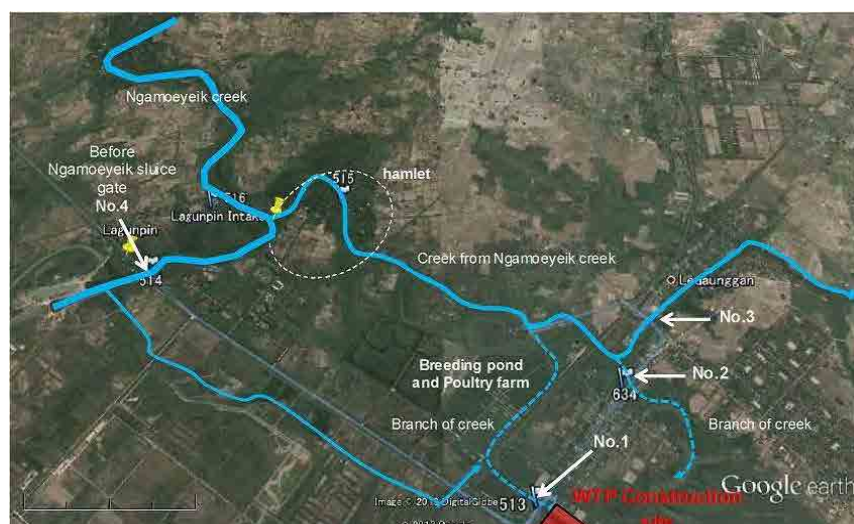 Ngamoeyeik creek
Before
Ngamoeyeik sluice
gate
No.4
515
hamlet
516
Lagunpin Intake
Lagunpin
514
Creek from Ngamoeyeik creek
Ledaunggan
No.3
Breeding pond
and Poultry farm
No.2
634
Branch of creek
Branch of creek
No.1
513
WTP Construction
Google earth